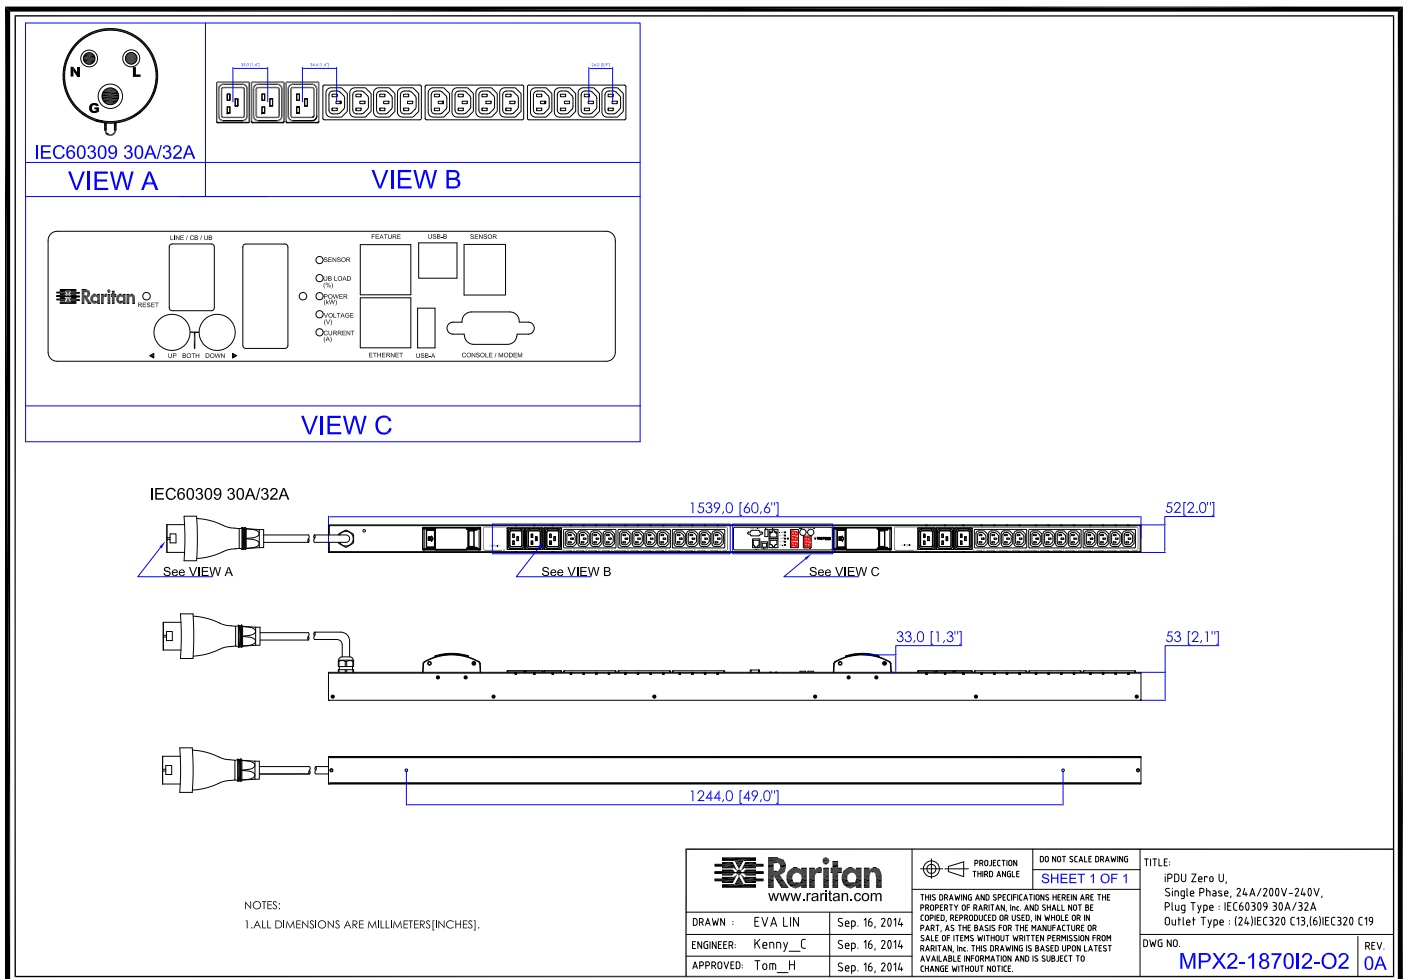 N
L
G
IEC60309 30A/32A
VIEW A
VIEW B
LINE / CB / UB
FEATURE
USB-B
SENSOR
SENSOR
UB LOAD
(%)
POWER
(kW)
VOLTAGE
(V)
CURRENT
(A)
Raritan
RESET
UP BOTH DOWN
ETHERNET
USB-A
CONSOLE / MODEM
VIEW C
IEC60309 30A/32A
1539,0 [60,6"]
52[2.0"]
See VIEW A
See VIEW B
See VIEW C
33,0 [1,3"]
53 [2,1"]
1244,0 [49,0"]
NOTES:
1.ALL DIMENSIONS ARE MILLIMETERS[INCHES].
Raritan
www.raritan.com
DRAWN : EVA LIN Sep. 16, 2014
ENGINEER: Kenny_C Sep. 16, 2014
APPROVED: Tom_H Sep. 16, 2014
PROJECTION
THIRD ANGLE
DO NOT SCALE DRAWING
SHEET 1 OF 1
THIS DRAWING AND SPECIFICATIONS HEREIN ARE THE
PROPERTY OF RARITAN, Inc. AND SHALL NOT BE
COPIED, REPRODUCED OR USED, IN WHOLE OR IN
PART, AS THE BASIS FOR THE MANUFACTURE OR
SALE OF ITEMS WITHOUT WRITTEN PERMISSION FROM
RARITAN, Inc. THIS DRAWING IS BASED UPON LATEST
AVAILABLE INFORMATION AND IS SUBJECT TO
CHANGE WITHOUT NOTICE.
TITLE:
iPDU Zero U,
Single Phase, 24A/200V-240V,
Plug Type : IEC60309 30A/32A
Outlet Type : (24)IEC320 C13,(6)IEC320 C19
DWG NO.
MPX2-1870I2-O2
REV.
0A